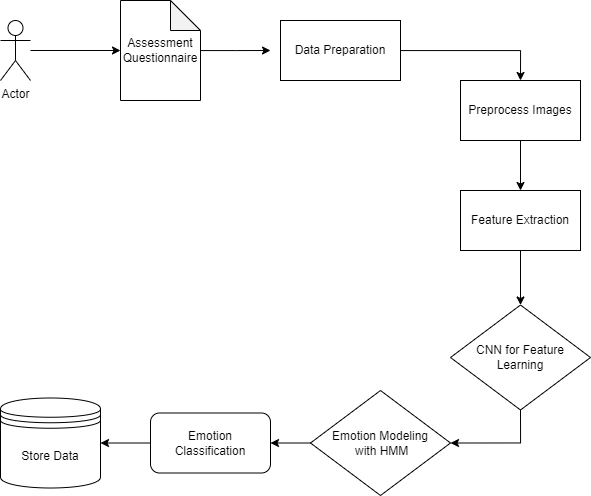 Assessment
Questionnaire
Data Preparation
Actor
Preprocess Images
Feature Extraction
CNN for Feature
Learning
Emotion Modeling
with HMM
Emotion
Classification
Store Data